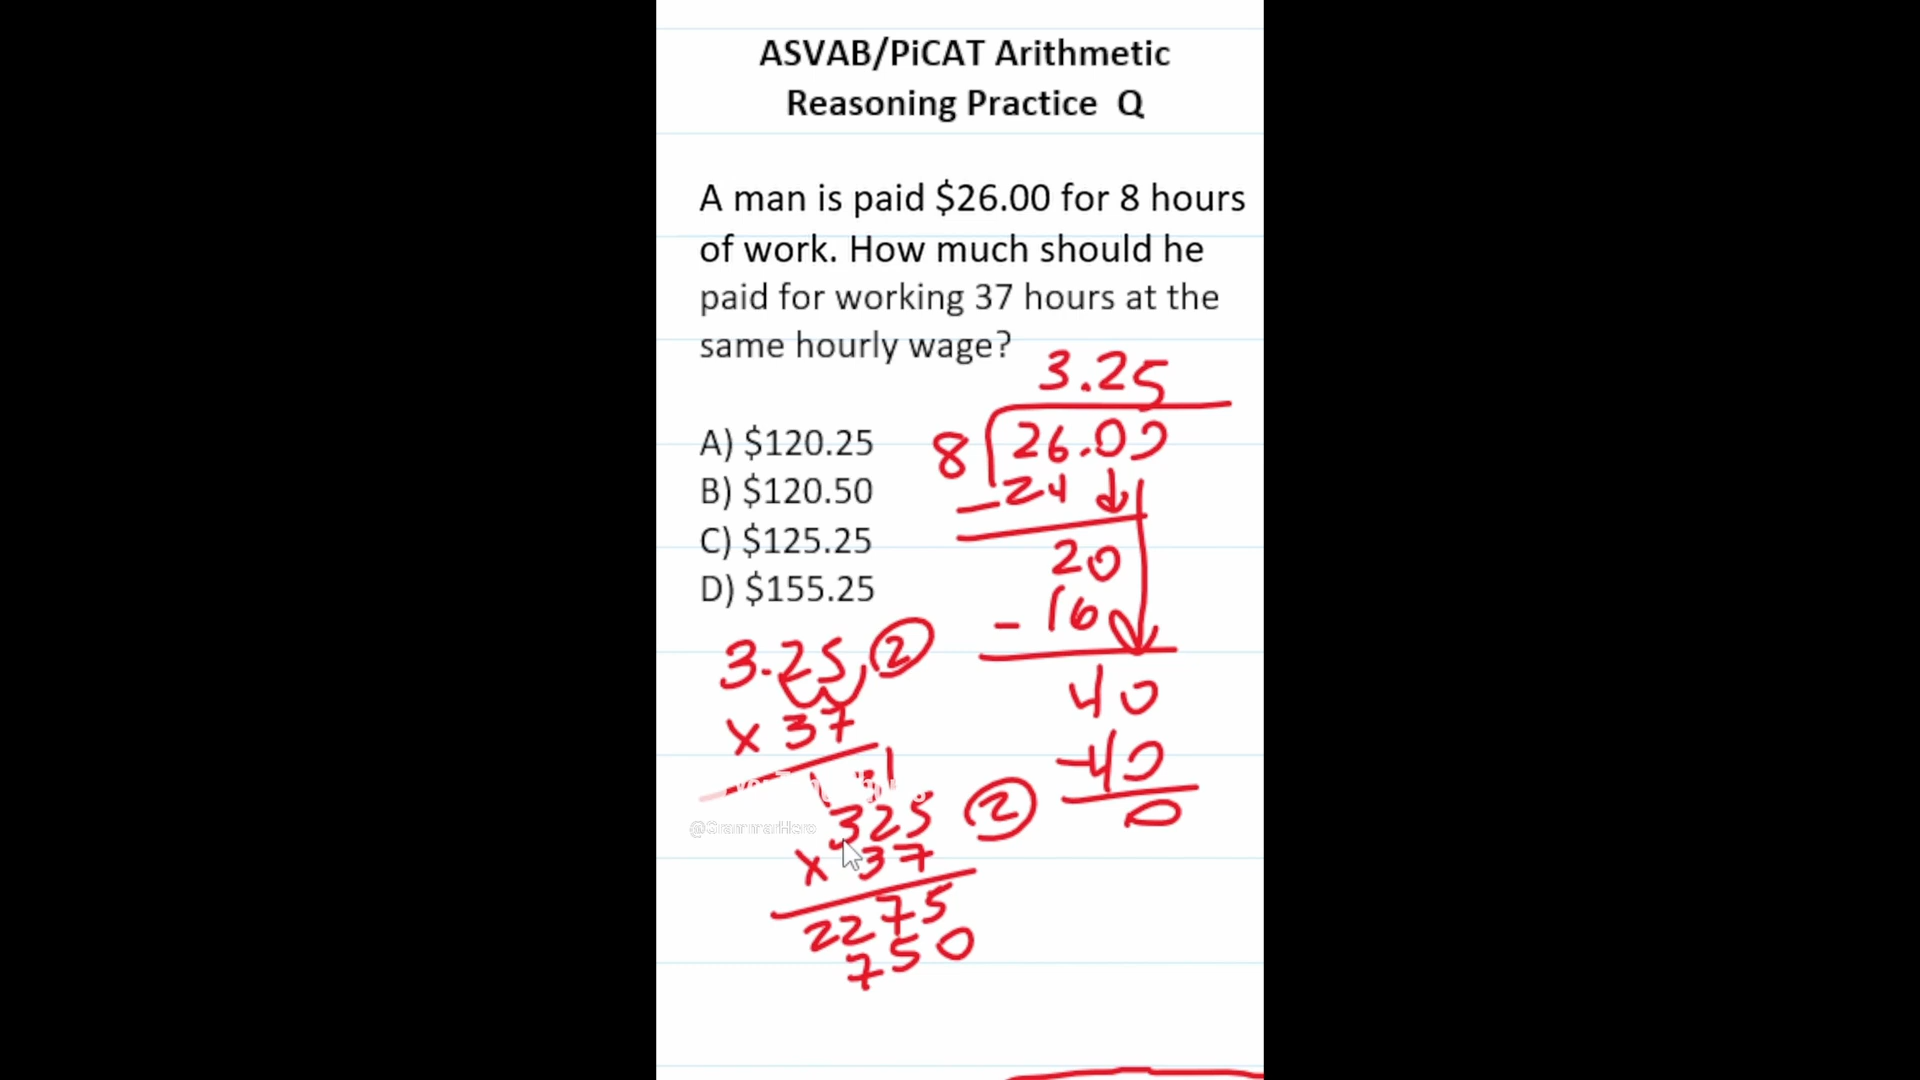 ASVAB/PiCAT Arithmetic
Reasoning Practice Q
A man is paid $26.00 for 8 hours
of work. How much should he
paid for working 37 hours at the
same hourly wage?
A) $120.25
B) $120.50
C) $125.25
D) $155.25
3.25
8 26.00
-24
20
- 16
40
-40
0
3.25 2
x 37
1 1
@GrammarHero
325 2
x 37
2275
750